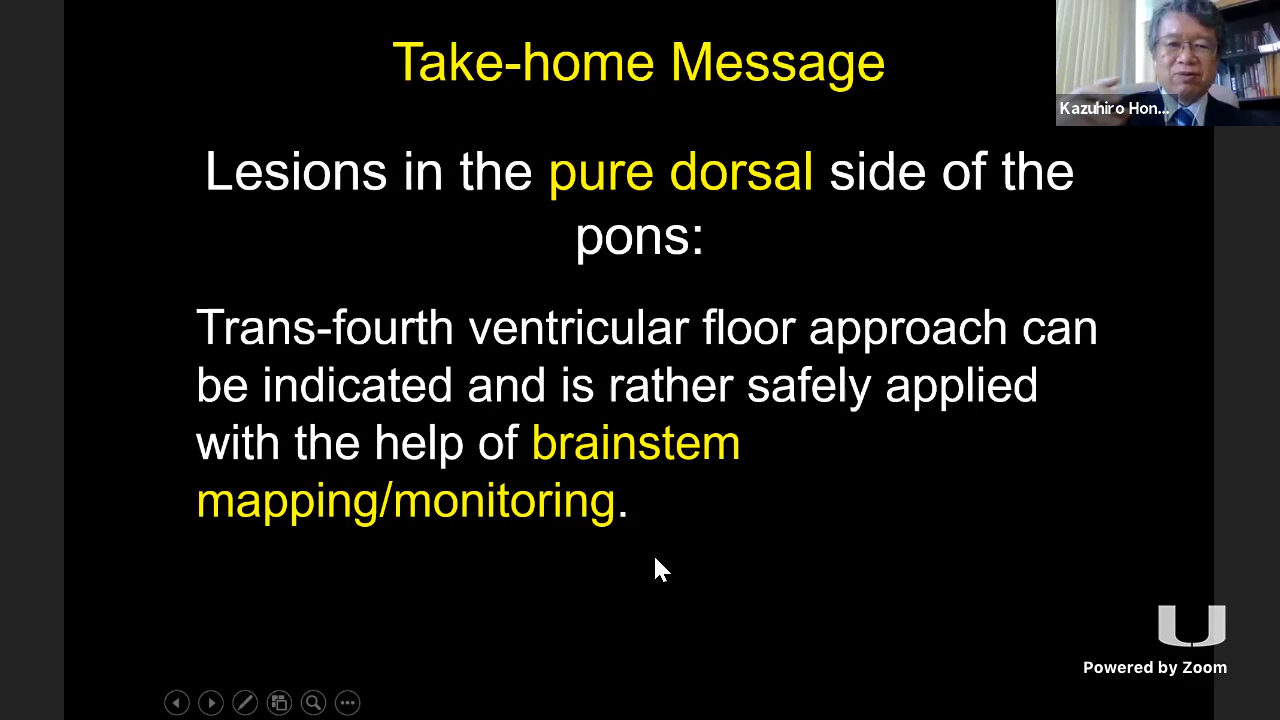 Take-home Message
Kazuhiro Hon...
Lesions in the pure dorsal side of the
pons:
Trans-fourth ventricular floor approach can
be indicated and is rather safely applied
with the help of brainstem
mapping/monitoring.
U
Powered by Zoom